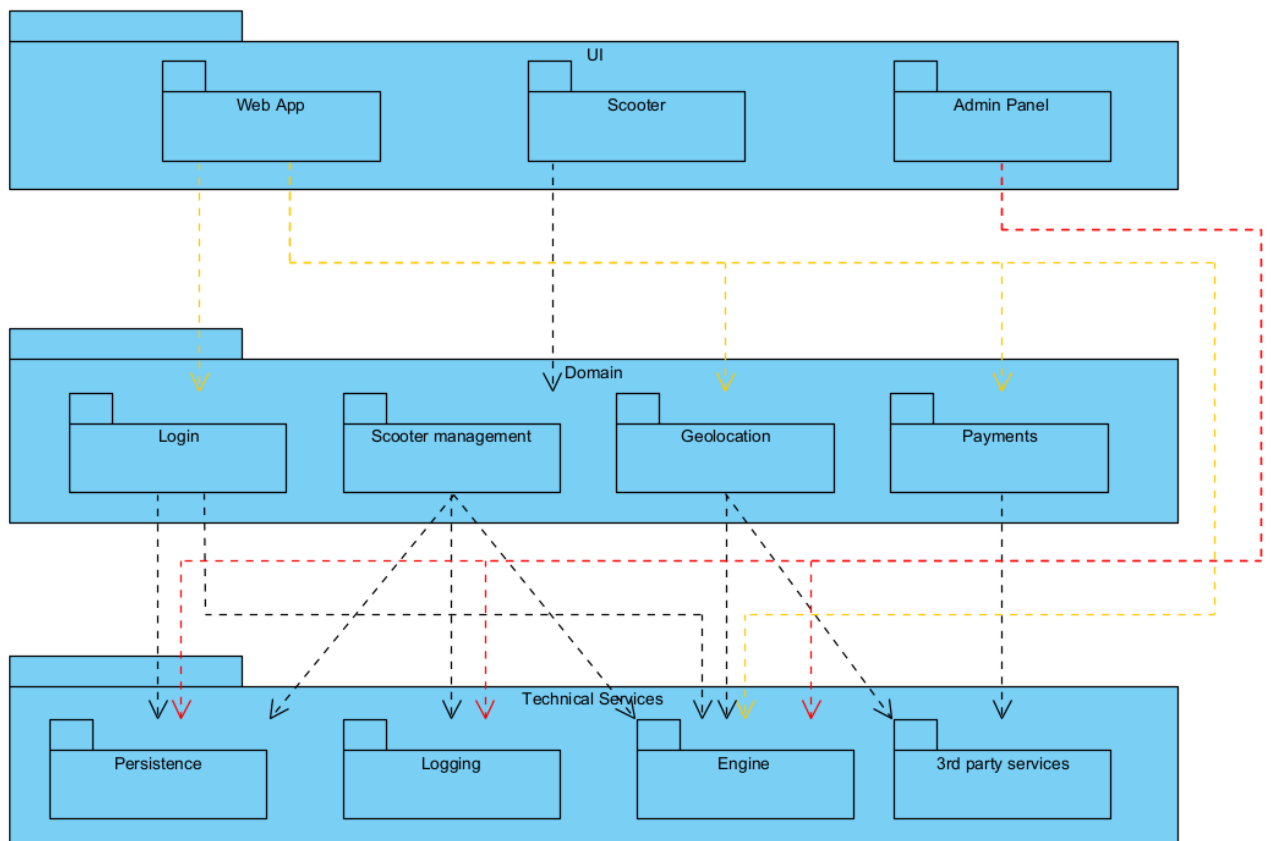 UI
Web App
Scooter
Admin Panel
Domain
Login
Scooter management
Geolocation
Payments
Technical Services
Persistence
Logging
Engine
3rd party services